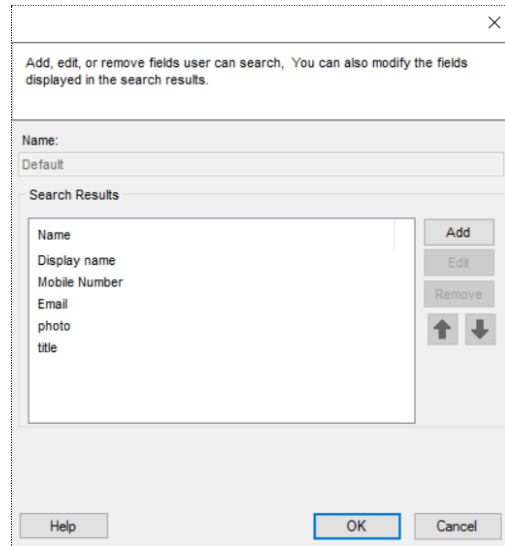 Add, edit, or remove fields user can search, You can also modify the fields
displayed in the search results.
Name:
Default
Search Results
Name
Display name
Mobile Number
Email
photo
title
Add
Edit
Remove
Help
OK
Cancel